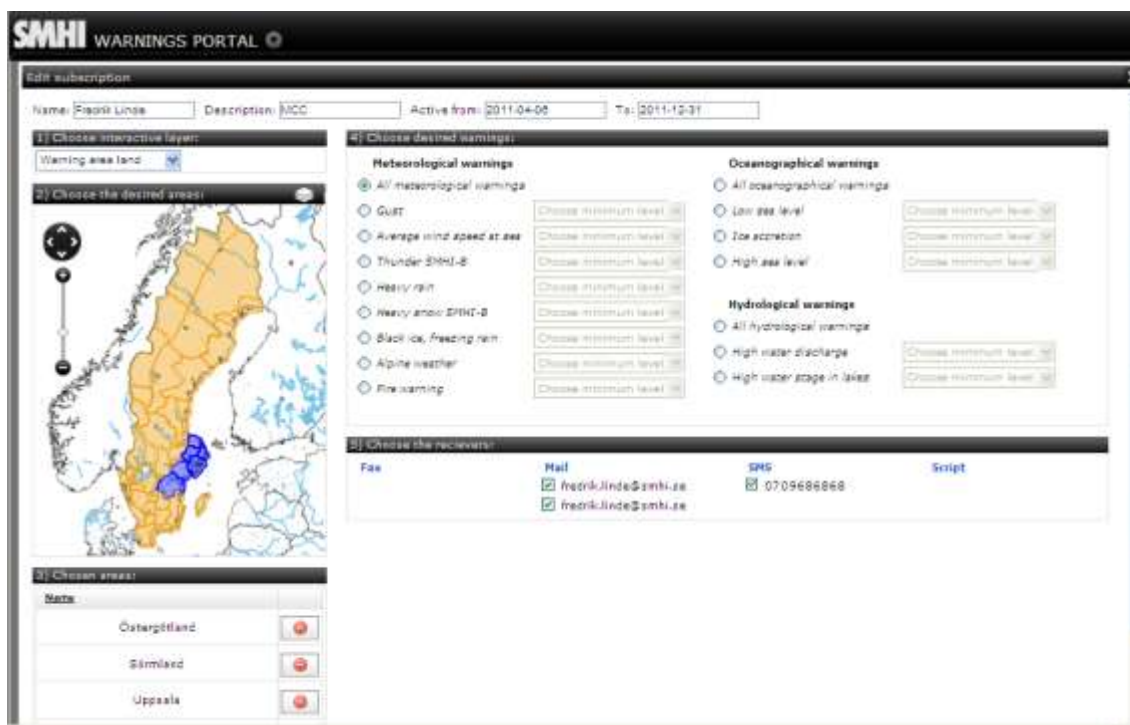 SMHI WARNINGS PORTAL
Edit subscription
Name: Fredrik Linde Description: NCC Active from: 2011-04-06 To: 2011-12-31
1) Choose interactive layer:
Warning area land
2) Choose the desired areas:
3) Chosen areas:
Name
Östergötland
Sörmland
Uppsala
4) Choose desired warnings:
Meteorological warnings
All meteorological warnings
Gust Choose minimum level
Average wind speed at sea Choose minimum level
Thunder SMHI-B Choose minimum level
Heavy rain Choose minimum level
Heavy snow SMHI-B Choose minimum level
Black ice, freezing rain Choose minimum level
Alpine weather Choose minimum level
Fire warning Choose minimum level
Oceanographical warnings
All oceanographical warnings
Low sea level Choose minimum level
Ice accretion Choose minimum level
High sea level Choose minimum level
Hydrological warnings
All hydrological warnings
High water discharge Choose minimum level
High water stage in lakes Choose minimum level
5) Choose the recievers:
Fax Mail SMS Script
fredrik.linde@smhi.se 0709686868
fredrik.linde@smhi.se